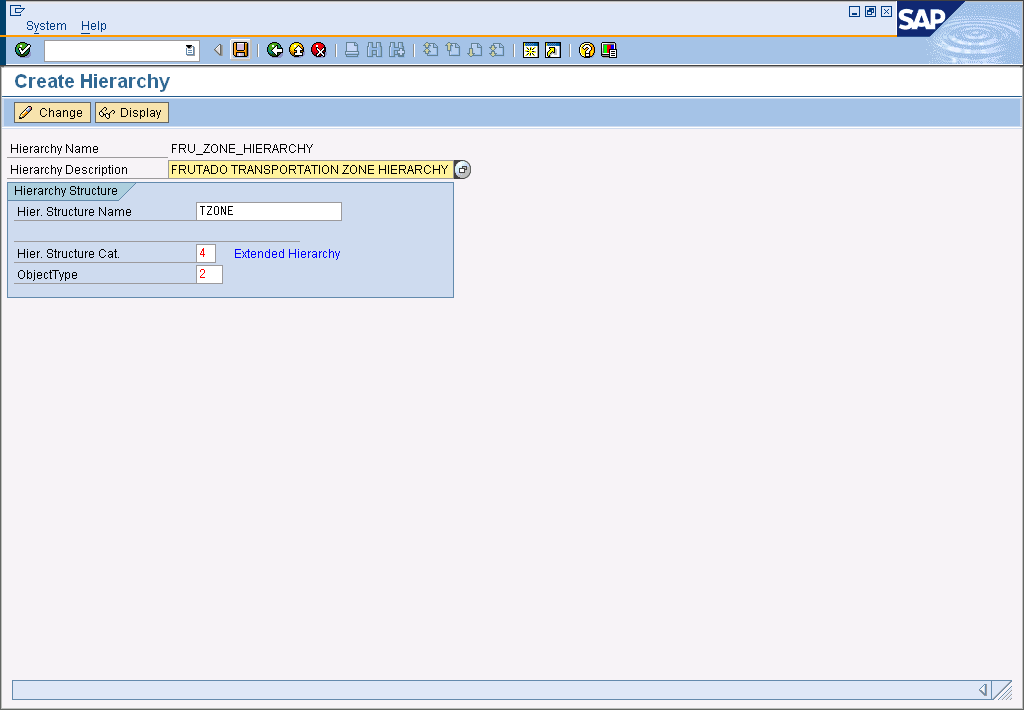 System Help
SAP
Create Hierarchy
Change Display
Hierarchy Name FRU_ZONE_HIERARCHY
Hierarchy Description FRUTADO TRANSPORTATION ZONE HIERARCHY
Hierarchy Structure
Hier. Structure Name TZONE
Hier. Structure Cat. 4 Extended Hierarchy
ObjectType 2